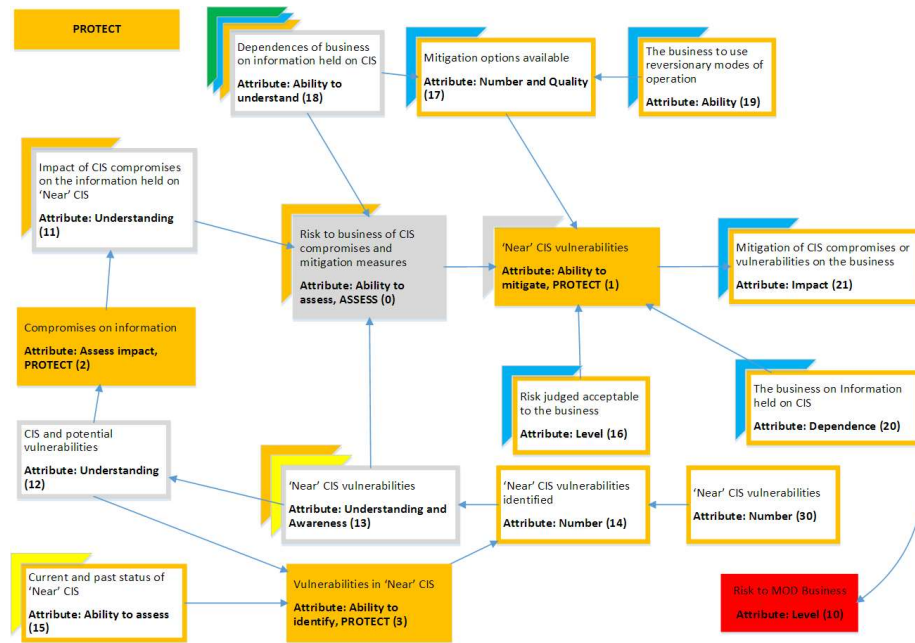 PROTECT
Dependences of business
on information held on CIS
Attribute: Ability to
understand (18)
Mitigation options available
Attribute: Number and Quality
(17)
The business to use
reversionary modes of
operation
Attribute: Ability (19)
Impact of CIS compromises
on the information held on
‘Near’ CIS
Attribute: Understanding
(11)
Risk to business of CIS
compromises and
mitigation measures
Attribute: Ability to
assess, ASSESS (0)
‘Near’ CIS vulnerabilities
Attribute: Ability to
mitigate, PROTECT (1)
Mitigation of CIS compromises or
vulnerabilities on the business
Attribute: Impact (21)
Compromises on information
Attribute: Assess impact,
PROTECT (2)
Risk judged acceptable
to the business
Attribute: Level (16)
The business on Information
held on CIS
Attribute: Dependence (20)
CIS and potential
vulnerabilities
Attribute: Understanding
(12)
‘Near’ CIS vulnerabilities
Attribute: Understanding and
Awareness (13)
‘Near’ CIS vulnerabilities
identified
Attribute: Number (14)
‘Near’ CIS vulnerabilities
Attribute: Number (30)
Current and past status of
‘Near’ CIS
Attribute: Ability to assess
(15)
Vulnerabilities in ‘Near’ CIS
Attribute: Ability to
identify, PROTECT (3)
Risk to MOD Business
Attribute: Level (10)